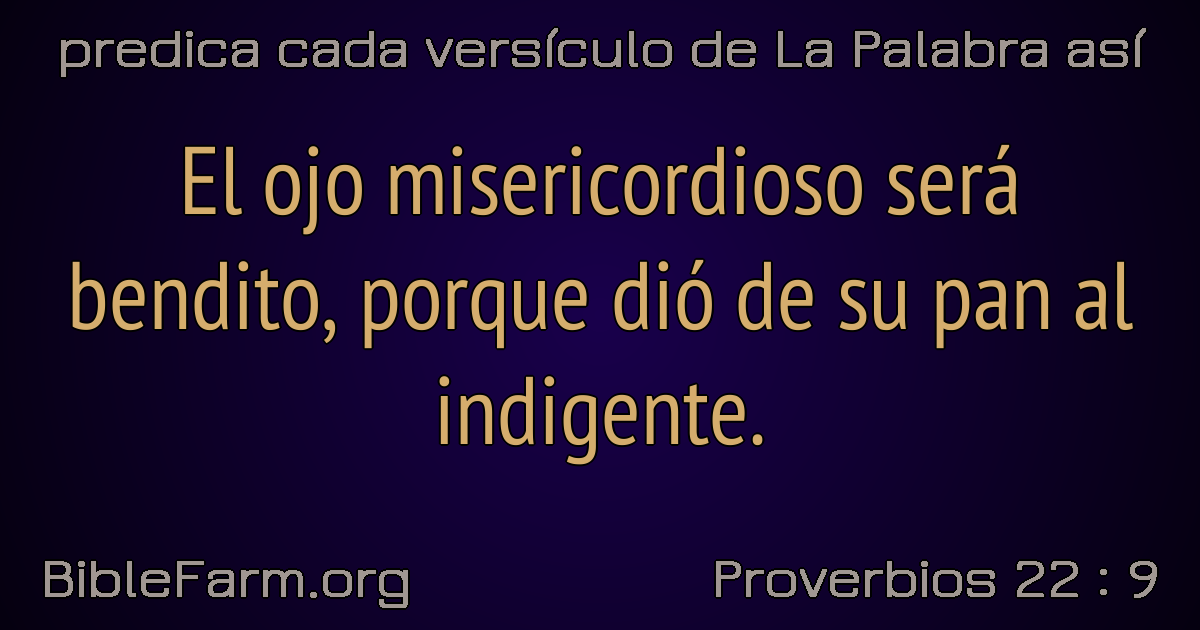 predica cada versículo de La Palabra así
El ojo misericordioso será
bendito, porque dió de su pan al
indigente.
BibleFarm.org
Proverbios 22 : 9